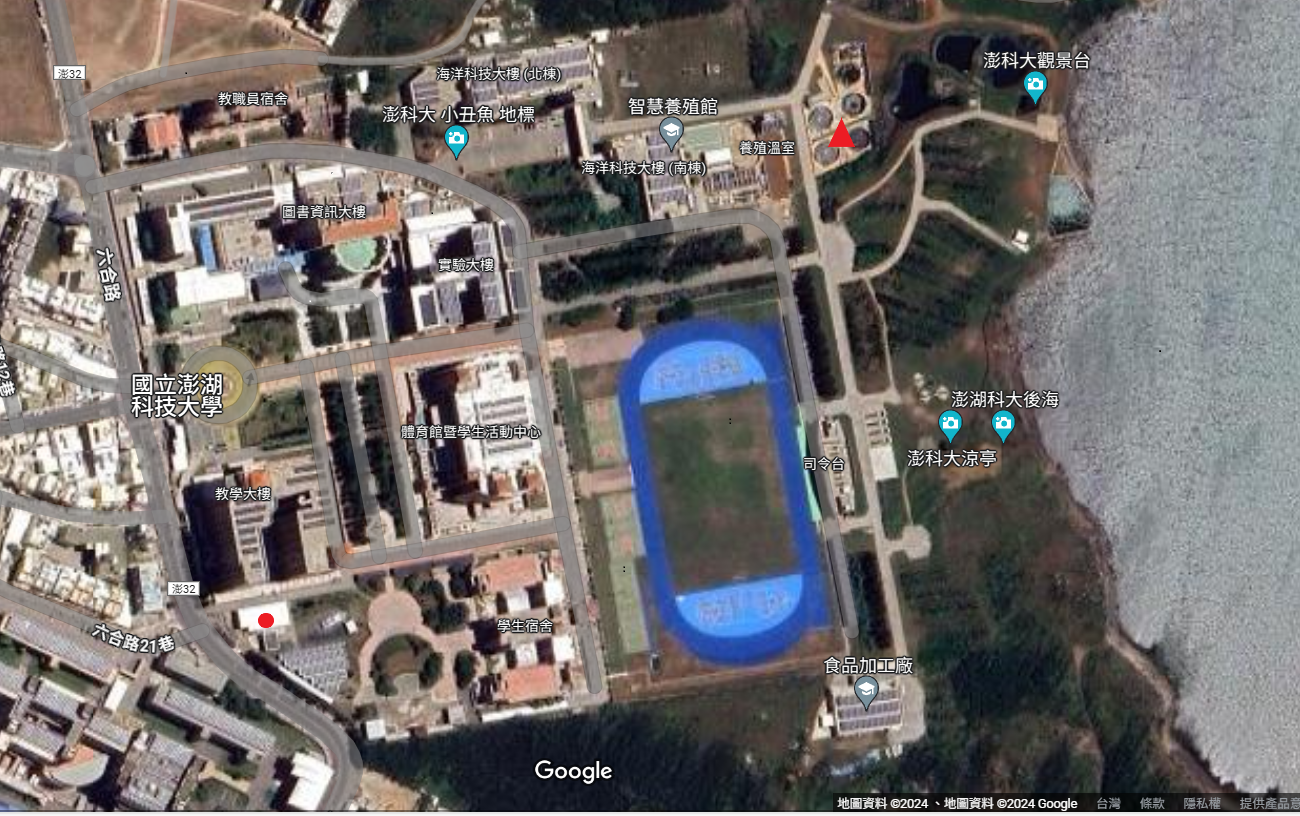 澎科大觀景台
澎32
海洋科技大樓 (北棟)
教職員宿舍
智慧養殖館
澎科大 小丑魚 地標
養殖溫室
海洋科技大樓 (南棟)
圖書資訊大樓
實驗大樓
六合路
國立澎湖
科技大學
澎湖科大後海
體育館暨學生活動中心
澎科大涼亭
司令台
教學大樓
澎32
學生宿舍
六合路21巷
食品加工廠
Google
地圖資料 ©2024 、地圖資料 ©2024 Google 台灣 條款 隱私權 提供產品意